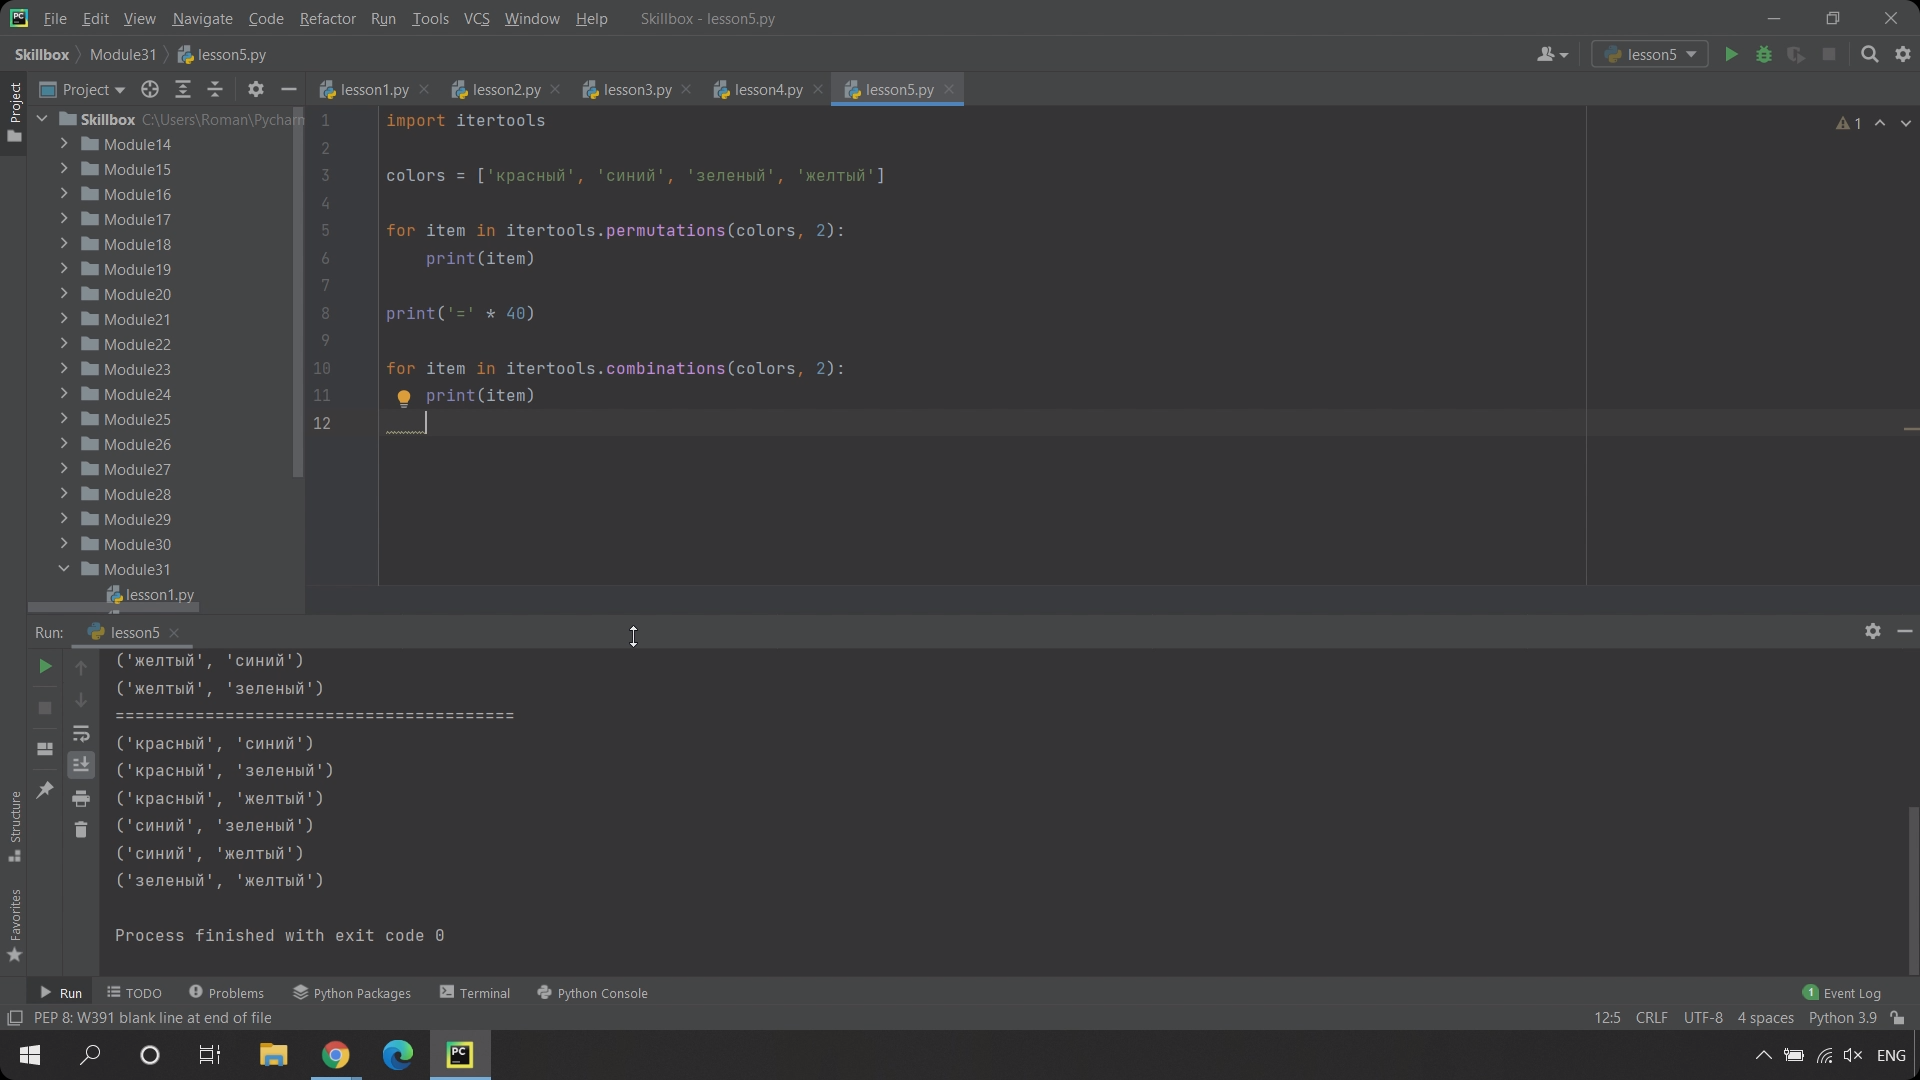 File Edit View Navigate Code Refactor Run Tools VCS Window Help Skillbox - lesson5.py
Skillbox Module31 lesson5.py lesson5
Project lesson1.py lesson2.py lesson3.py lesson4.py lesson5.py
Project
Skillbox C:\Users\Roman\Pycharm
Module14
Module15
Module16
Module17
Module18
Module19
Module20
Module21
Module22
Module23
Module24
Module25
Module26
Module27
Module28
Module29
Module30
Module31
lesson1.py
1 import itertools
2
3 colors = ['красный', 'синий', 'зеленый', 'желтый']
4
5 for item in itertools.permutations(colors, 2):
6 print(item)
7
8 print('=' * 40)
9
10 for item in itertools.combinations(colors, 2):
11 print(item)
12
1
Run: lesson5
('желтый', 'синий')
('желтый', 'зеленый')
========================================
('красный', 'синий')
('красный', 'зеленый')
('красный', 'желтый')
('синий', 'зеленый')
('синий', 'желтый')
('зеленый', 'желтый')
Process finished with exit code 0
Structure
Favorites
Run TODO Problems Python Packages Terminal Python Console 1 Event Log
PEP 8: W391 blank line at end of file 12:5 CRLF UTF-8 4 spaces Python 3.9
PC ENG